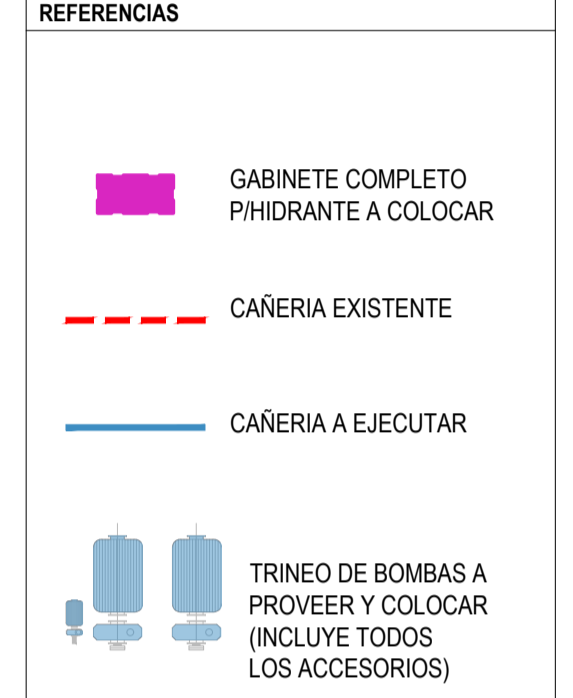 REFERENCIAS
GABINETE COMPLETO
P/HIDRANTE A COLOCAR
CAÑERIA EXISTENTE
CAÑERIA A EJECUTAR
TRINEO DE BOMBAS A
PROVEER Y COLOCAR
(INCLUYE TODOS
LOS ACCESORIOS)